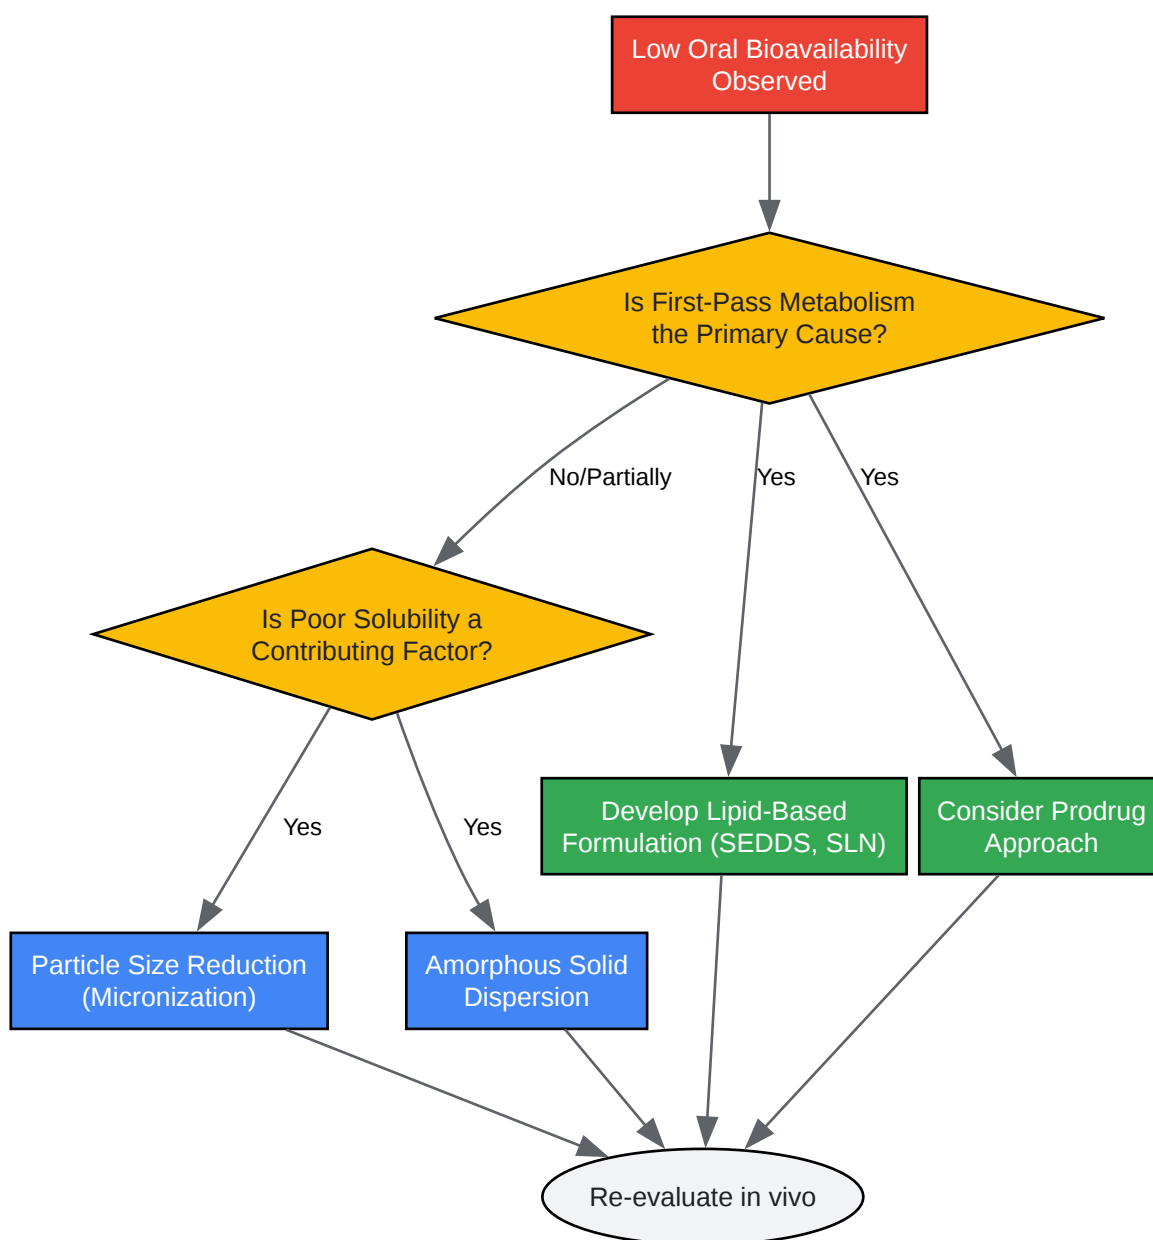 Low Oral Bioavailability
Observed
Is First-Pass Metabolism
the Primary Cause?
No/Partially
Yes
Yes
Is Poor Solubility a
Contributing Factor?
Yes
Yes
Develop Lipid-Based
Formulation (SEDDS, SLN)
Consider Prodrug
Approach
Particle Size Reduction
(Micronization)
Amorphous Solid
Dispersion
Re-evaluate in vivo